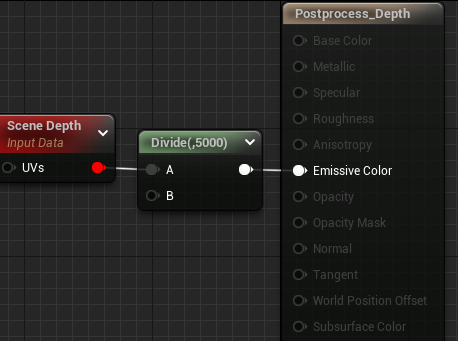 Postprocess_Depth
Base Color
Metallic
Specular
Roughness
Anisotropy
Emissive Color
Opacity
Opacity Mask
Normal
Tangent
World Position Offset
Subsurface Color
Scene Depth
Input Data
UVs
Divide(,5000)
A
B